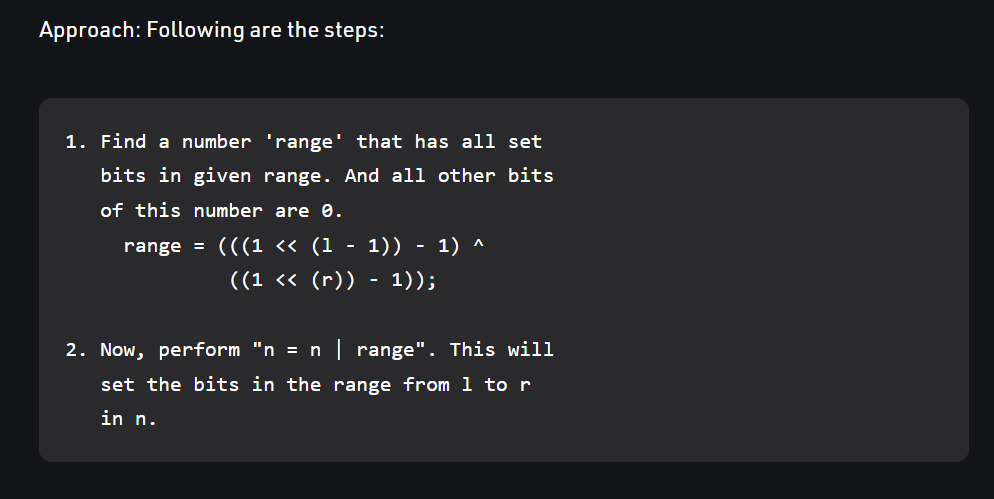 Approach: Following are the steps:
1. Find a number 'range' that has all set
bits in given range. And all other bits
of this number are 0.
range = (((1 << (l - 1)) - 1) ^
((1 << (r)) - 1));
2. Now, perform "n = n | range". This will
set the bits in the range from l to r
in n.